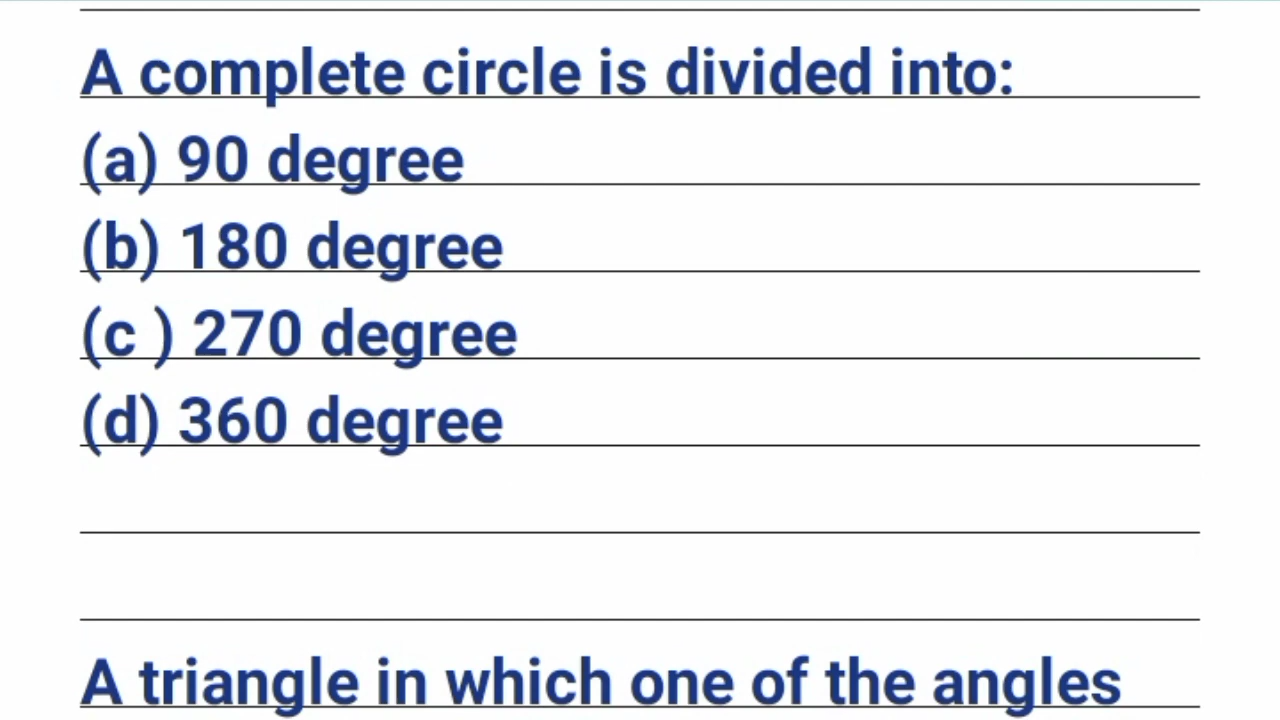 A complete circle is divided into:
(a) 90 degree
(b) 180 degree
(c ) 270 degree
(d) 360 degree
A triangle in which one of the angles